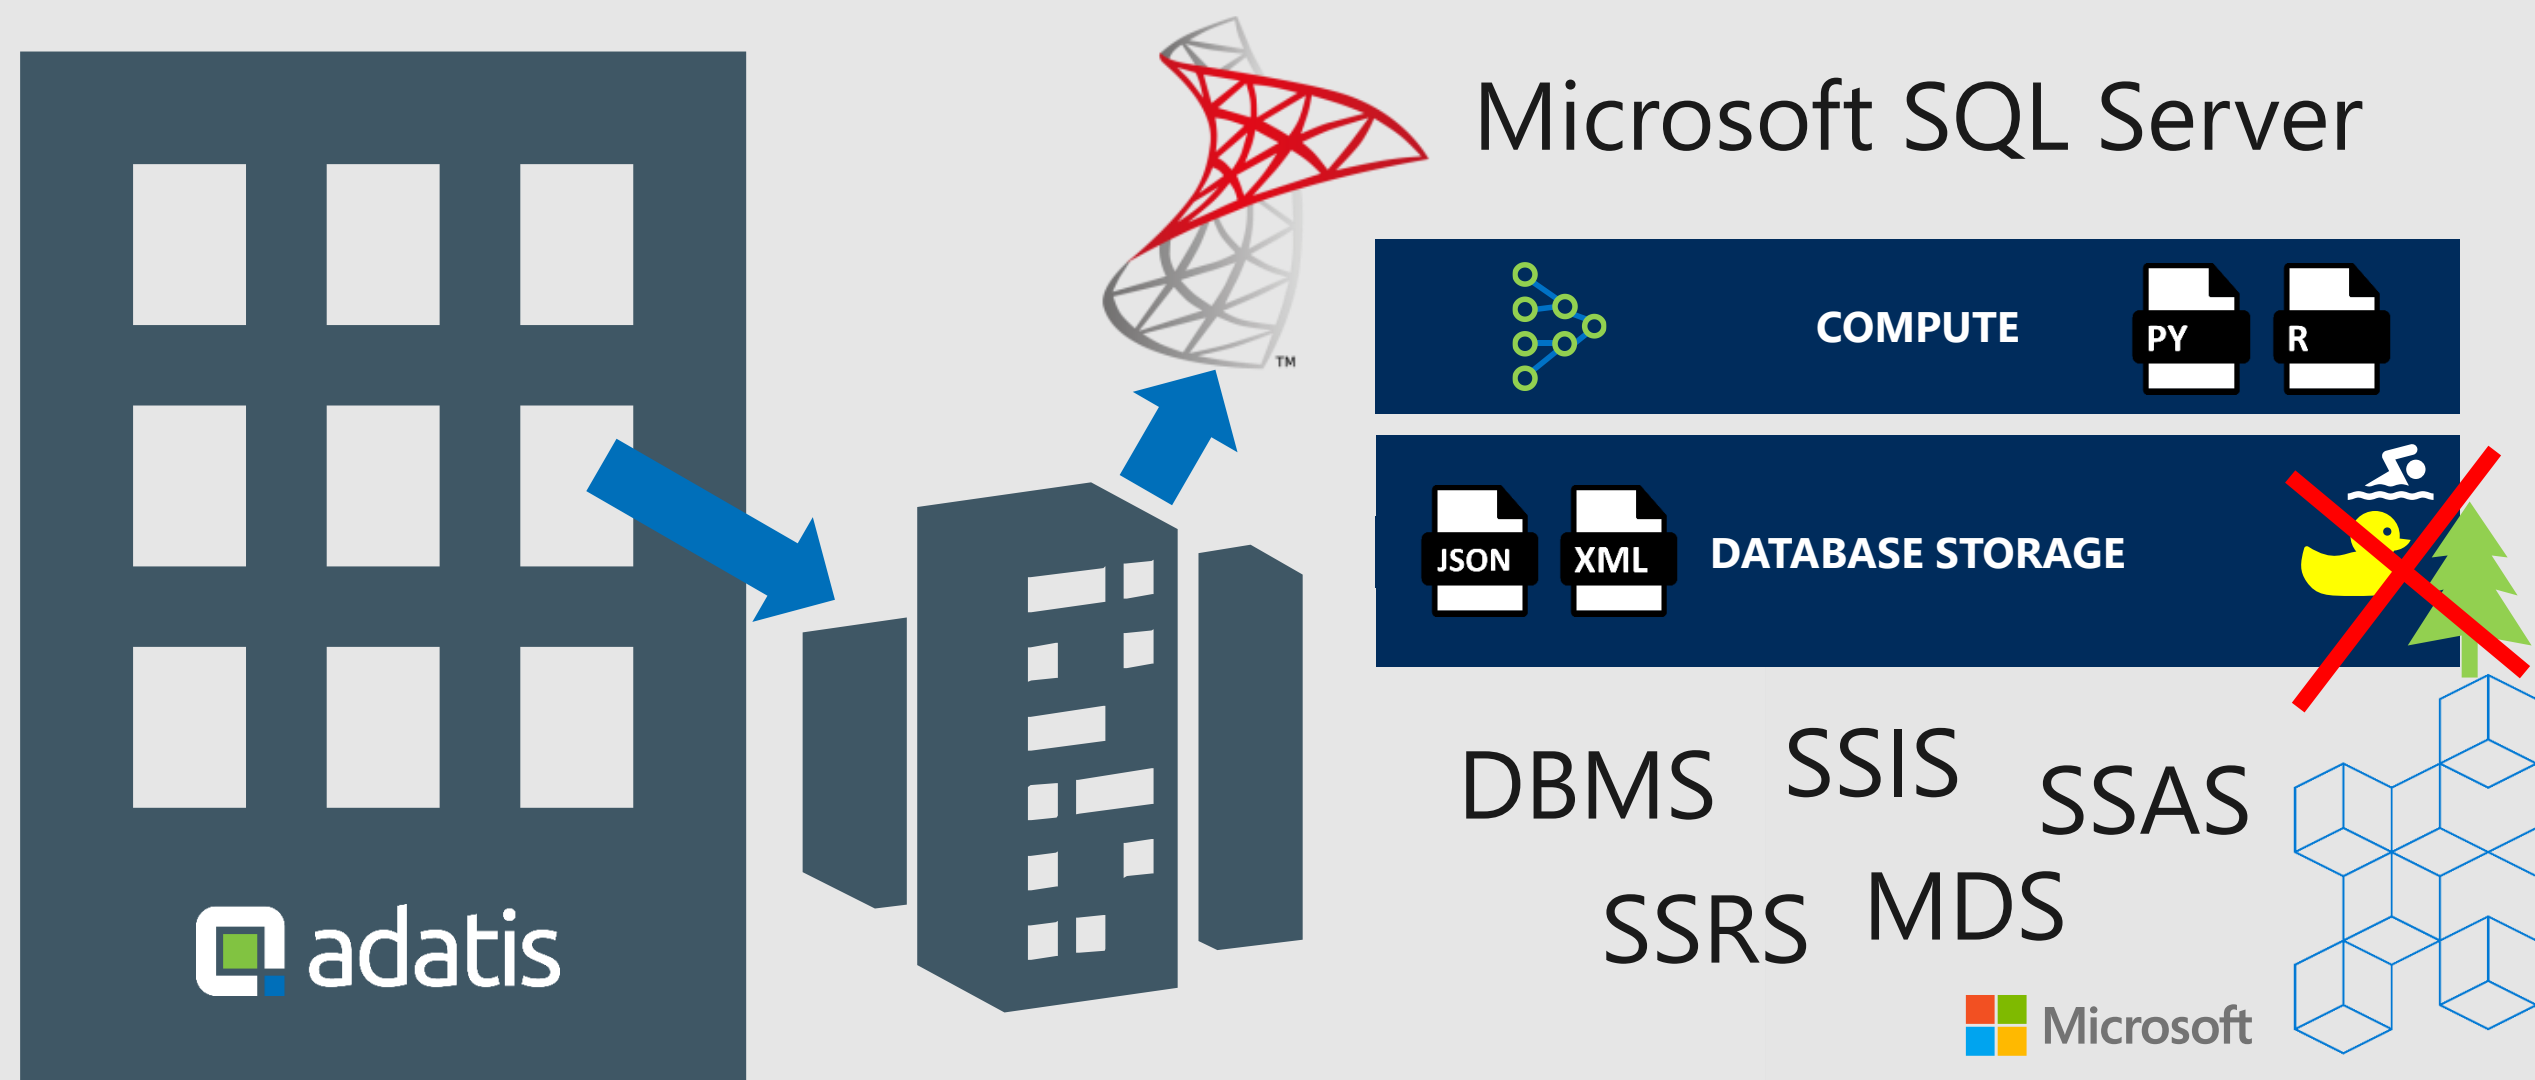 Microsoft SQL Server
TM
COMPUTE
PY
R
JSON
XML
DATABASE STORAGE
DBMS
SSIS
SSAS
SSRS
MDS
adatis
Microsoft